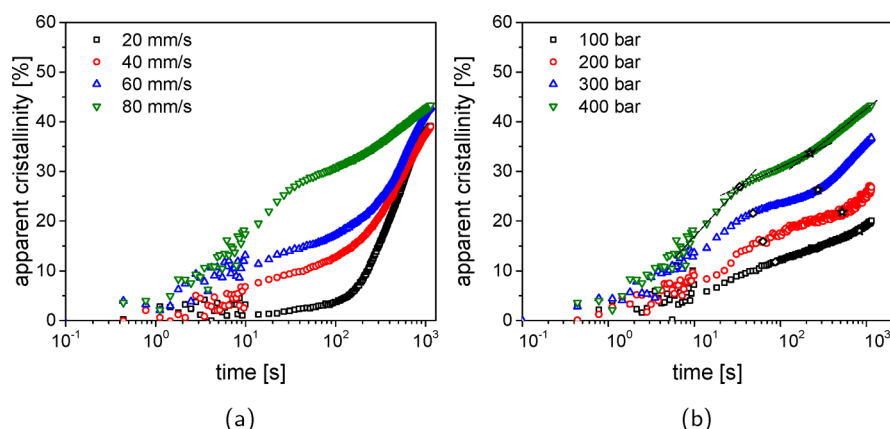 60
50
40
30
20
10
0
apparent cristallinity [%]
20 mm/s
40 mm/s
60 mm/s
80 mm/s
10-1
100
101
102
103
time [s]
(a)
60
50
40
30
20
10
0
apparent cristallinity [%]
100 bar
200 bar
300 bar
400 bar
10-1
100
101
102
103
time [s]
(b)